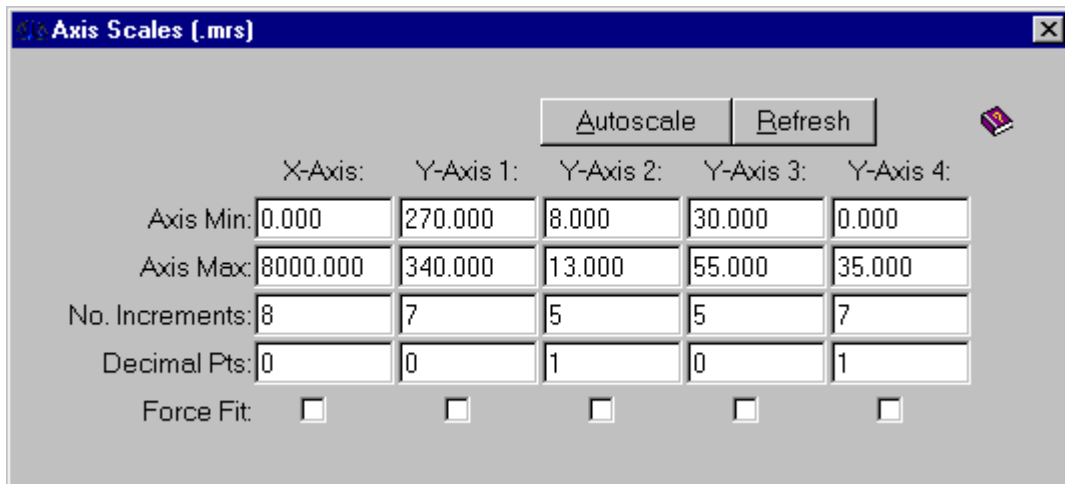 Axis Scales (.mrs)
Autoscale Refresh
X-Axis: Y-Axis 1: Y-Axis 2: Y-Axis 3: Y-Axis 4:
Axis Min: 0.000 270.000 8.000 30.000 0.000
Axis Max: 8000.000 340.000 13.000 55.000 35.000
No. Increments: 8 7 5 5 7
Decimal Pts: 0 0 1 0 1
Force Fit: